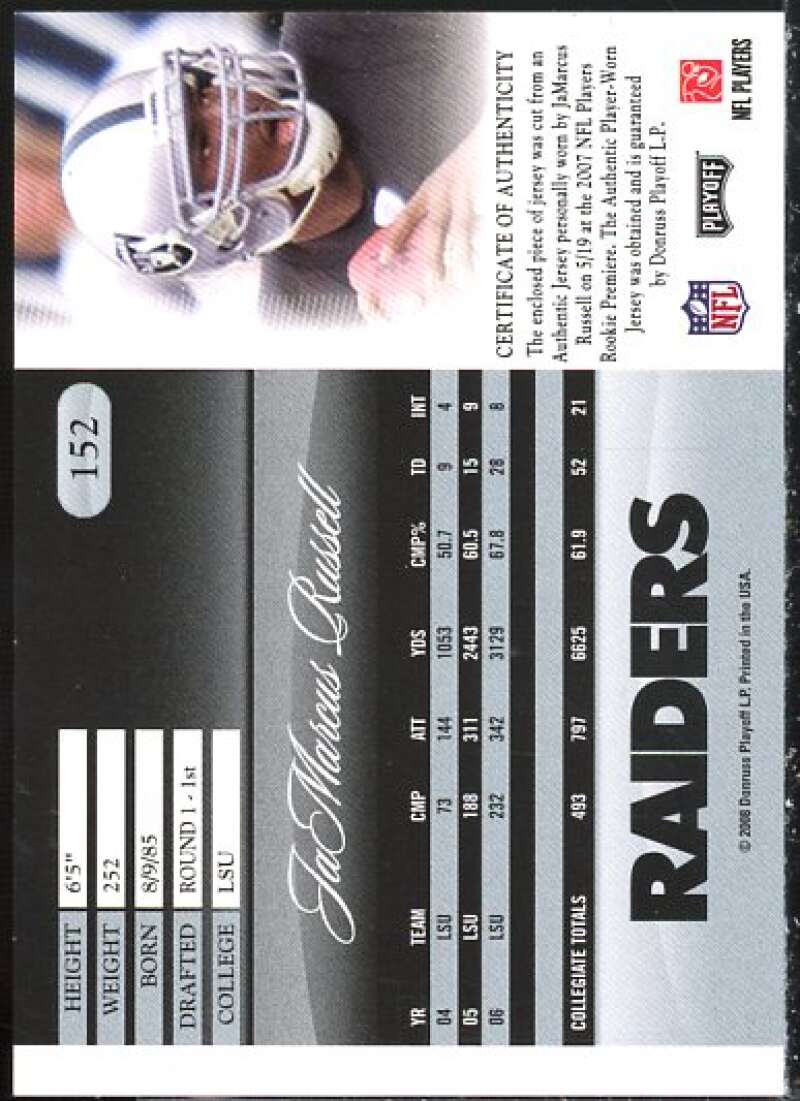 HEIGHT 6'5"
WEIGHT 252
BORN 8/9/85
DRAFTED ROUND 1 - 1st
COLLEGE LSU
152
JaMarcus Russell
YR TEAM CMP ATT YDS CMP% TD INT
04 LSU 73 144 1053 50.7 9 4
05 LSU 188 311 2443 60.5 15 9
06 LSU 232 342 3129 67.8 28 8
COLLEGIATE TOTALS 493 797 6625 61.9 52 21
RAIDERS
© 2008 Donruss Playoff L.P. Printed in the USA.
CERTIFICATE OF AUTHENTICITY
The enclosed piece of jersey was cut from an
Authentic Jersey personally worn by JaMarcus
Russell on 5/19 at the 2007 NFL Players
Rookie Premiere. The Authentic Player-Worn
Jersey was obtained and is guaranteed
by Donruss Playoff L.P.
NFL
PLAYOFF
NFL PLAYERS